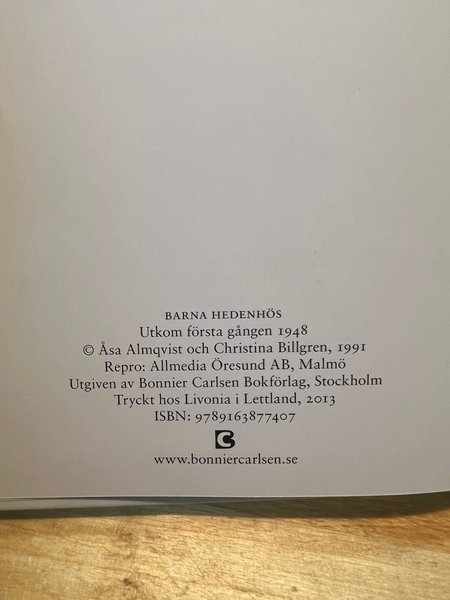 BARNA HEDENHÖS
Utkom första gången 1948
© Åsa Almqvist och Christina Billgren, 1991
Repro: Allmedia Öresund AB, Malmö
Utgiven av Bonnier Carlsen Bokförlag, Stockholm
Tryckt hos Livonia i Lettland, 2013
ISBN: 9789163877407
BC
www.bonniercarlsen.se